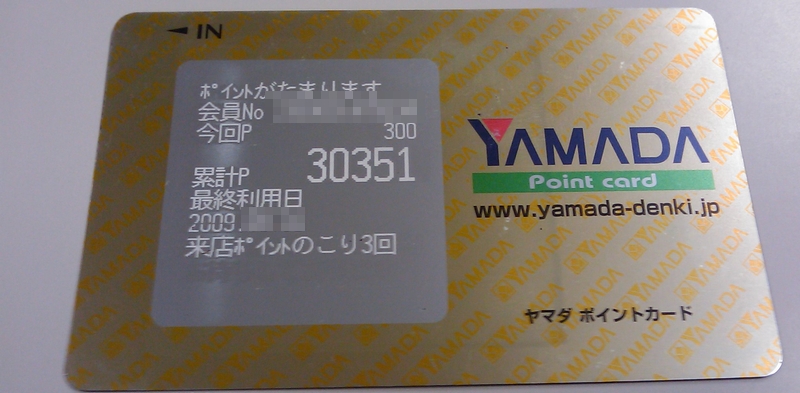 ◄ IN
ポイントがたまります
会員No
今回P 300
累計P 30351
最終利用日
2009.
来店ポイントのこり3回
YAMADA
Point card
www.yamada-denki.jp
ヤマダ ポイントカード